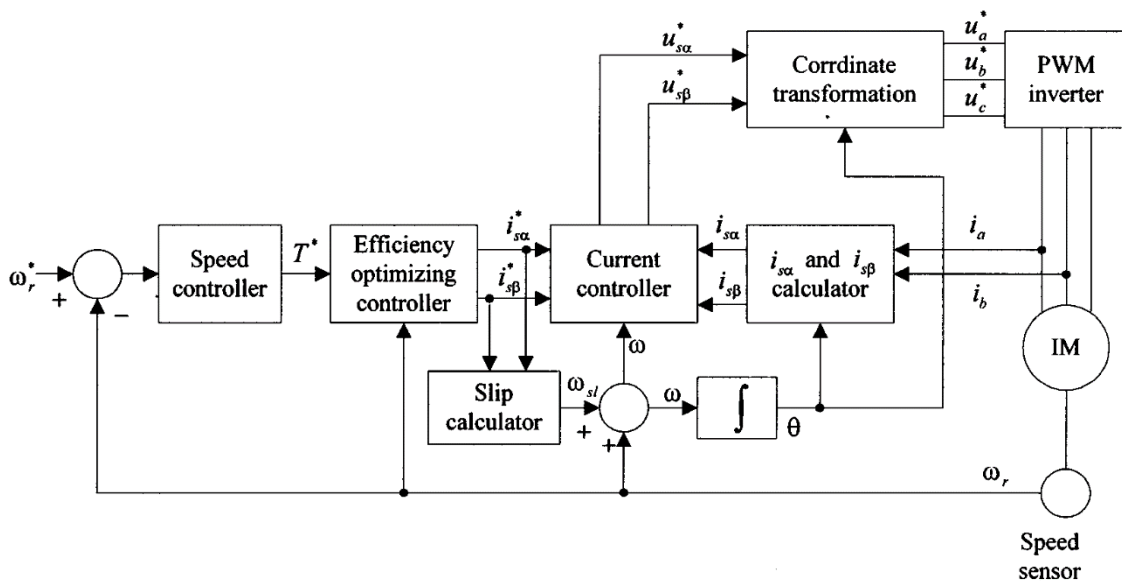 u*sα
u*sβ
Corrdinate
transformation
u*a
u*b
u*c
PWM
inverter
ω*r
+
−
Speed
controller
T*
Efficiency
optimizing
controller
i*sα
i*sβ
Current
controller
isα
isβ
isα and isβ
calculator
ia
ib
IM
Slip
calculator
ωsl
+
+
ω
ω
∫
θ
ωr
Speed
sensor